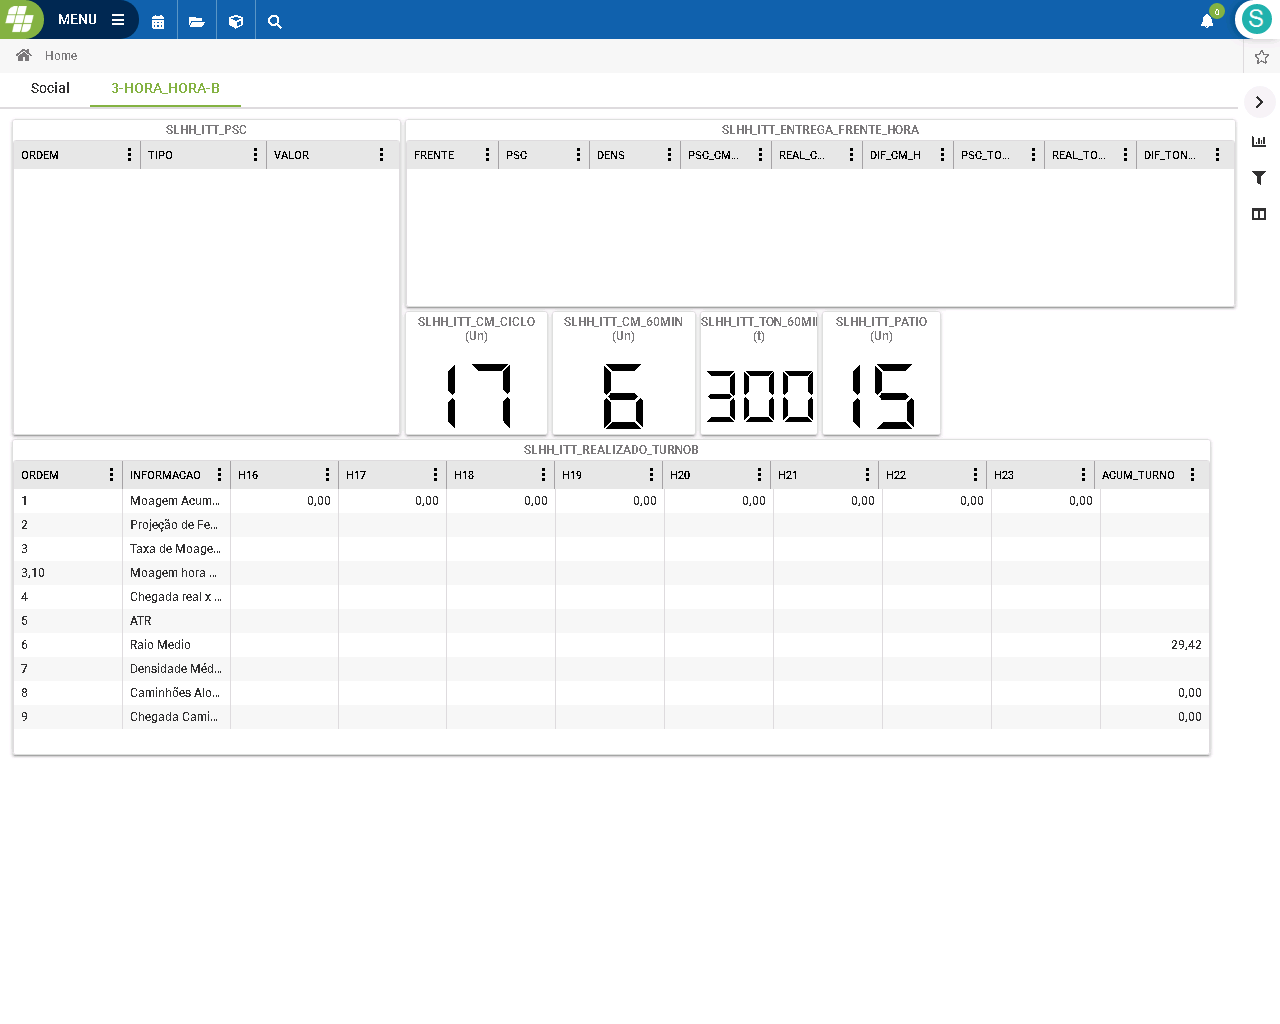 MENU
0
S
Home
Social
3-HORA_HORA-B
SLHH_ITT_PSC
ORDEM TIPO VALOR
SLHH_ITT_ENTREGA_FRENTE_HORA
FRENTE PSC DENS PSC_CM... REAL_C... DIF_CM_H PSC_TO... REAL_TO... DIF_TON...
SLHH_ITT_CM_CICLO
(Un)
17
SLHH_ITT_CM_60MIN
(Un)
6
SLHH_ITT_TON_60MI
(t)
300
SLHH_ITT_PATIO
(Un)
15
SLHH_ITT_REALIZADO_TURNOB
ORDEM INFORMACAO H16 H17 H18 H19 H20 H21 H22 H23 ACUM_TURNO
1 Moagem Acum... 0,00 0,00 0,00 0,00 0,00 0,00 0,00 0,00
2 Projeção de Fe...
3 Taxa de Moage...
3,10 Moagem hora ...
4 Chegada real x ...
5 ATR
6 Raio Medio 29,42
7 Densidade Méd...
8 Caminhões Alo... 0,00
9 Chegada Cami... 0,00